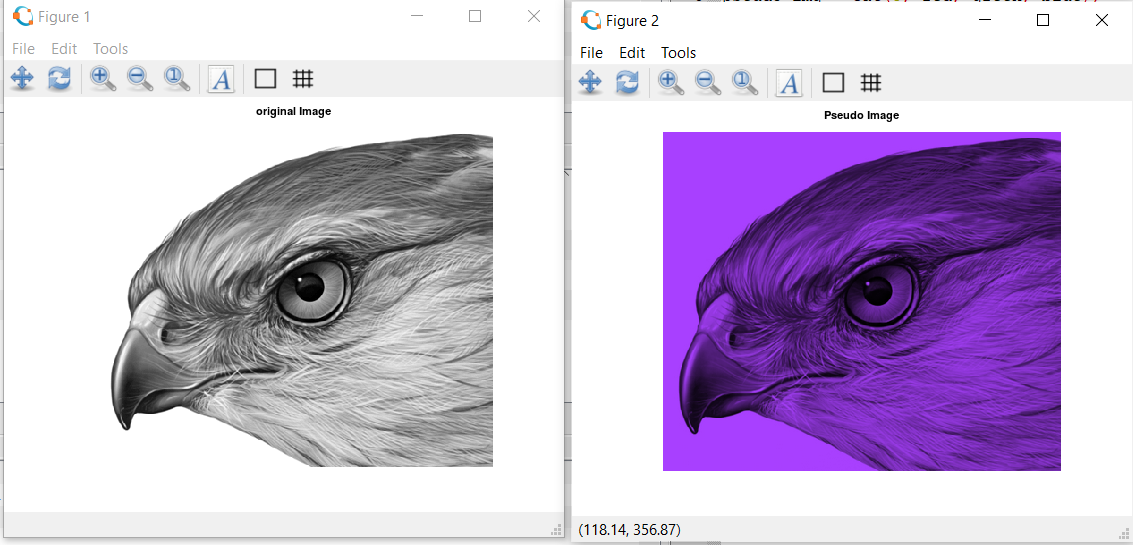 Figure 1
File Edit Tools
A
original Image
Figure 2
File Edit Tools
A
Pseudo Image
(118.14, 356.87)